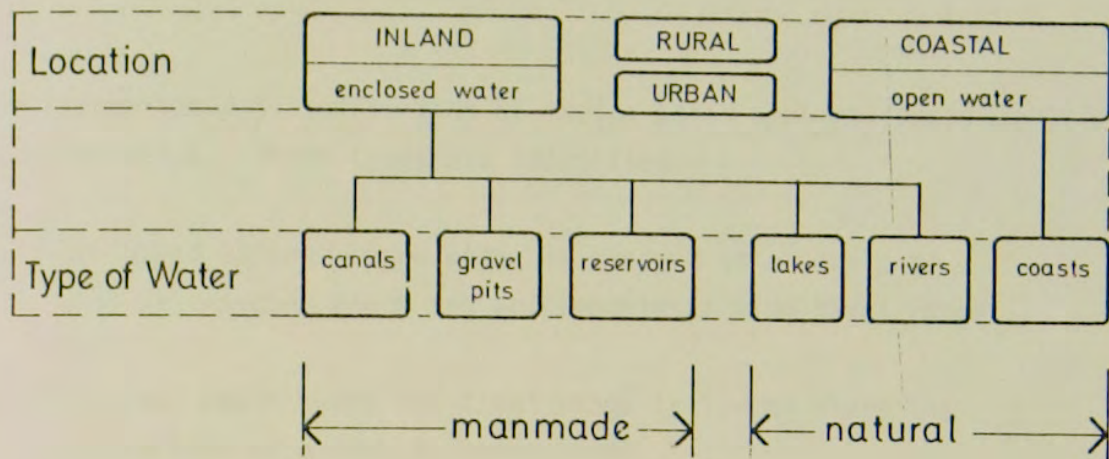 Location
INLAND
enclosed water
RURAL
URBAN
COASTAL
open water
Type of Water
canals
gravel
pits
reservoirs
lakes
rivers
coasts
manmade
natural